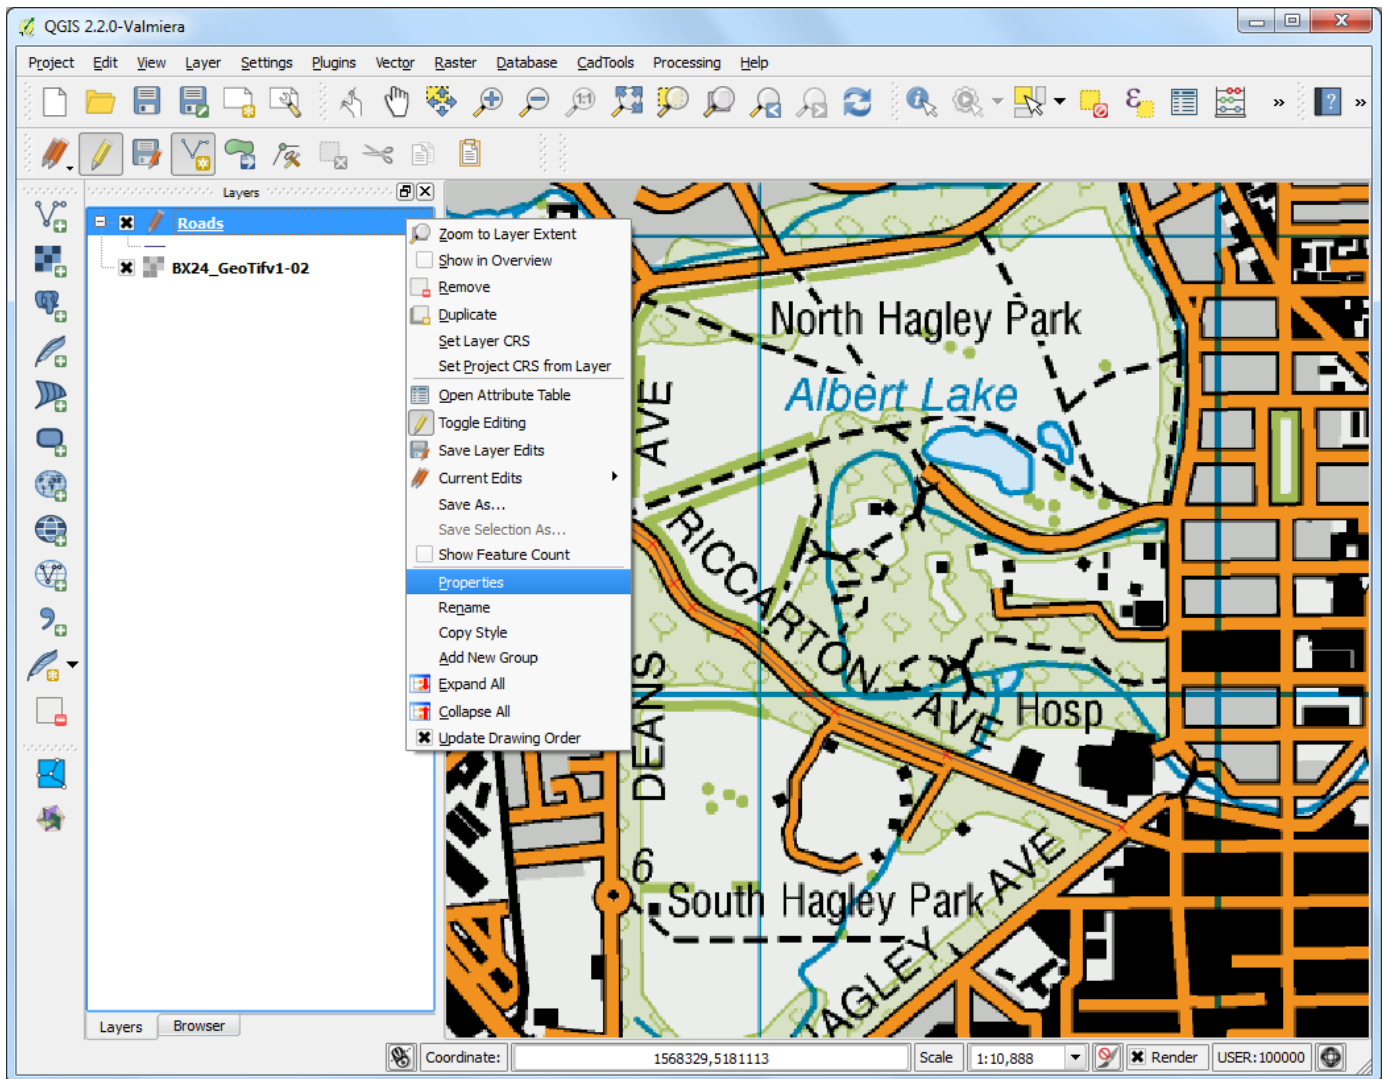 QGIS 2.2.0-Valmiera
Project Edit View Layer Settings Plugins Vector Raster Database CadTools Processing Help
1:1
ε
»
?
»
Layers
Roads
BX24_GeoTifv1-02
Zoom to Layer Extent
Show in Overview
Remove
Duplicate
Set Layer CRS
Set Project CRS from Layer
Open Attribute Table
Toggle Editing
Save Layer Edits
Current Edits
Save As...
Save Selection As...
Show Feature Count
Properties
Rename
Copy Style
Add New Group
Expand All
Collapse All
Update Drawing Order
North Hagley Park
Albert Lake
AVE
RICCARTON AVE
DEANS
Hosp
6
South Hagley Park
HAGLEY AVE
Layers Browser
Coordinate: 1568329,5181113 Scale 1:10,888 Render USER:100000